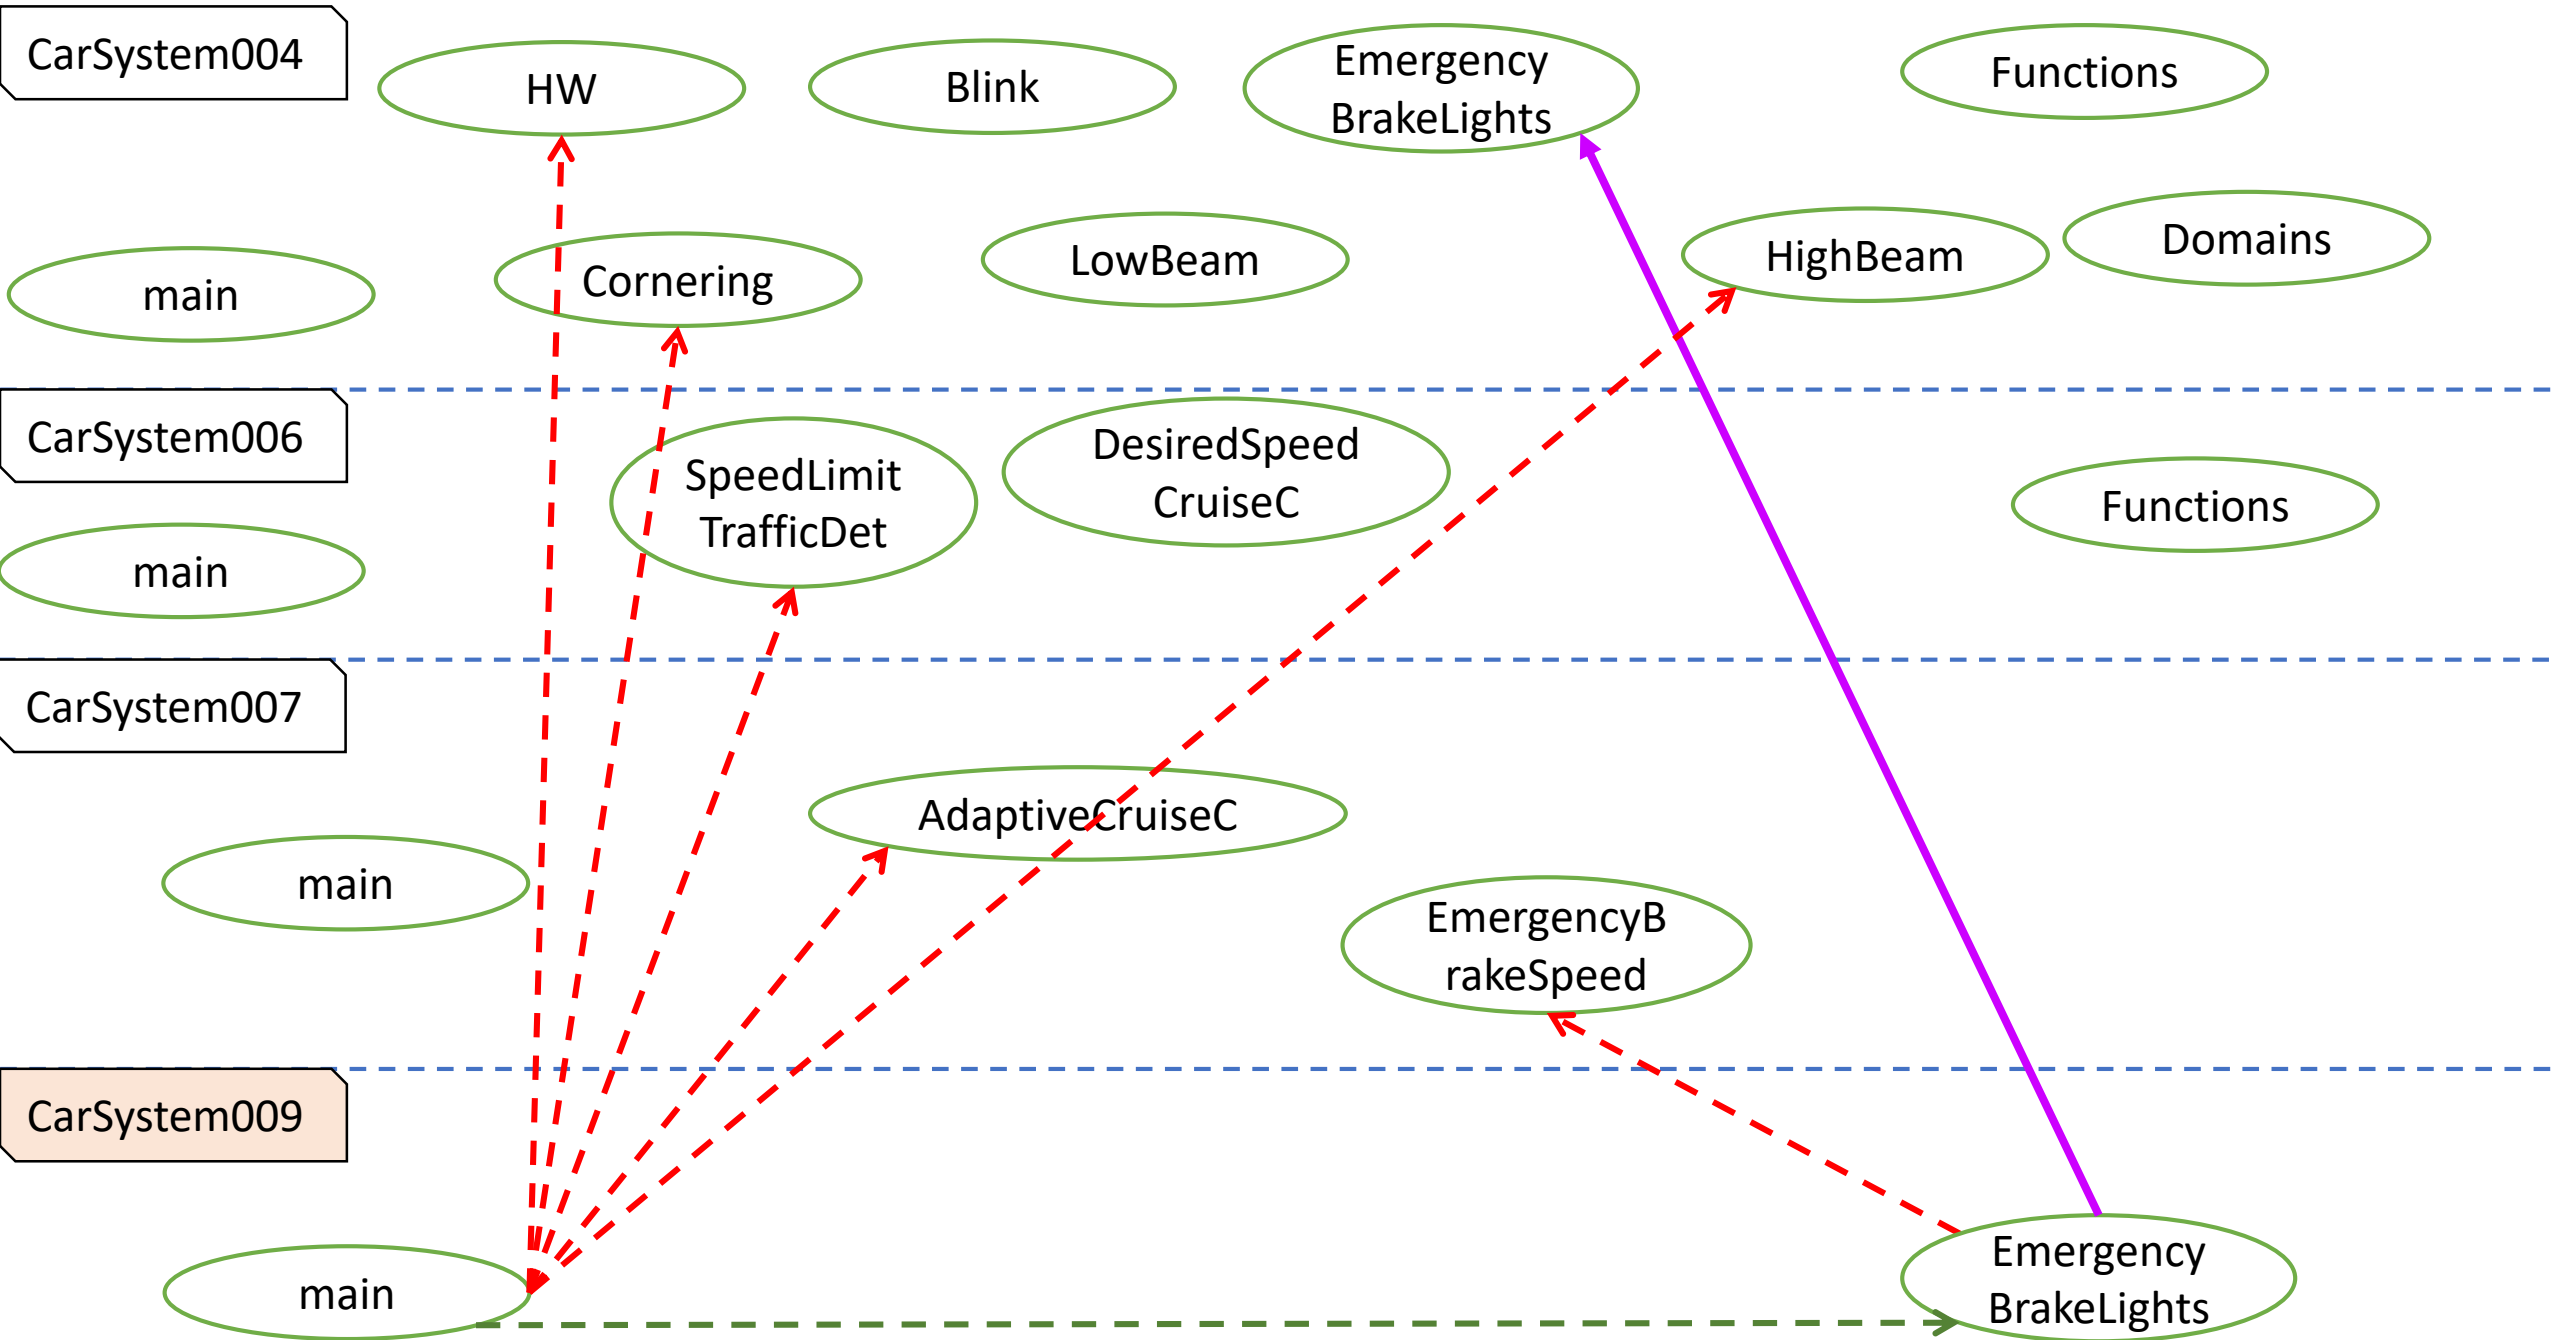 CarSystem004
HW
Blink
Emergency
BrakeLights
Functions
main
Cornering
LowBeam
HighBeam
Domains
CarSystem006
main
SpeedLimit
TrafficDet
DesiredSpeed
CruiseC
Functions
CarSystem007
main
AdaptiveCruiseC
EmergencyB
rakeSpeed
CarSystem009
main
Emergency
BrakeLights